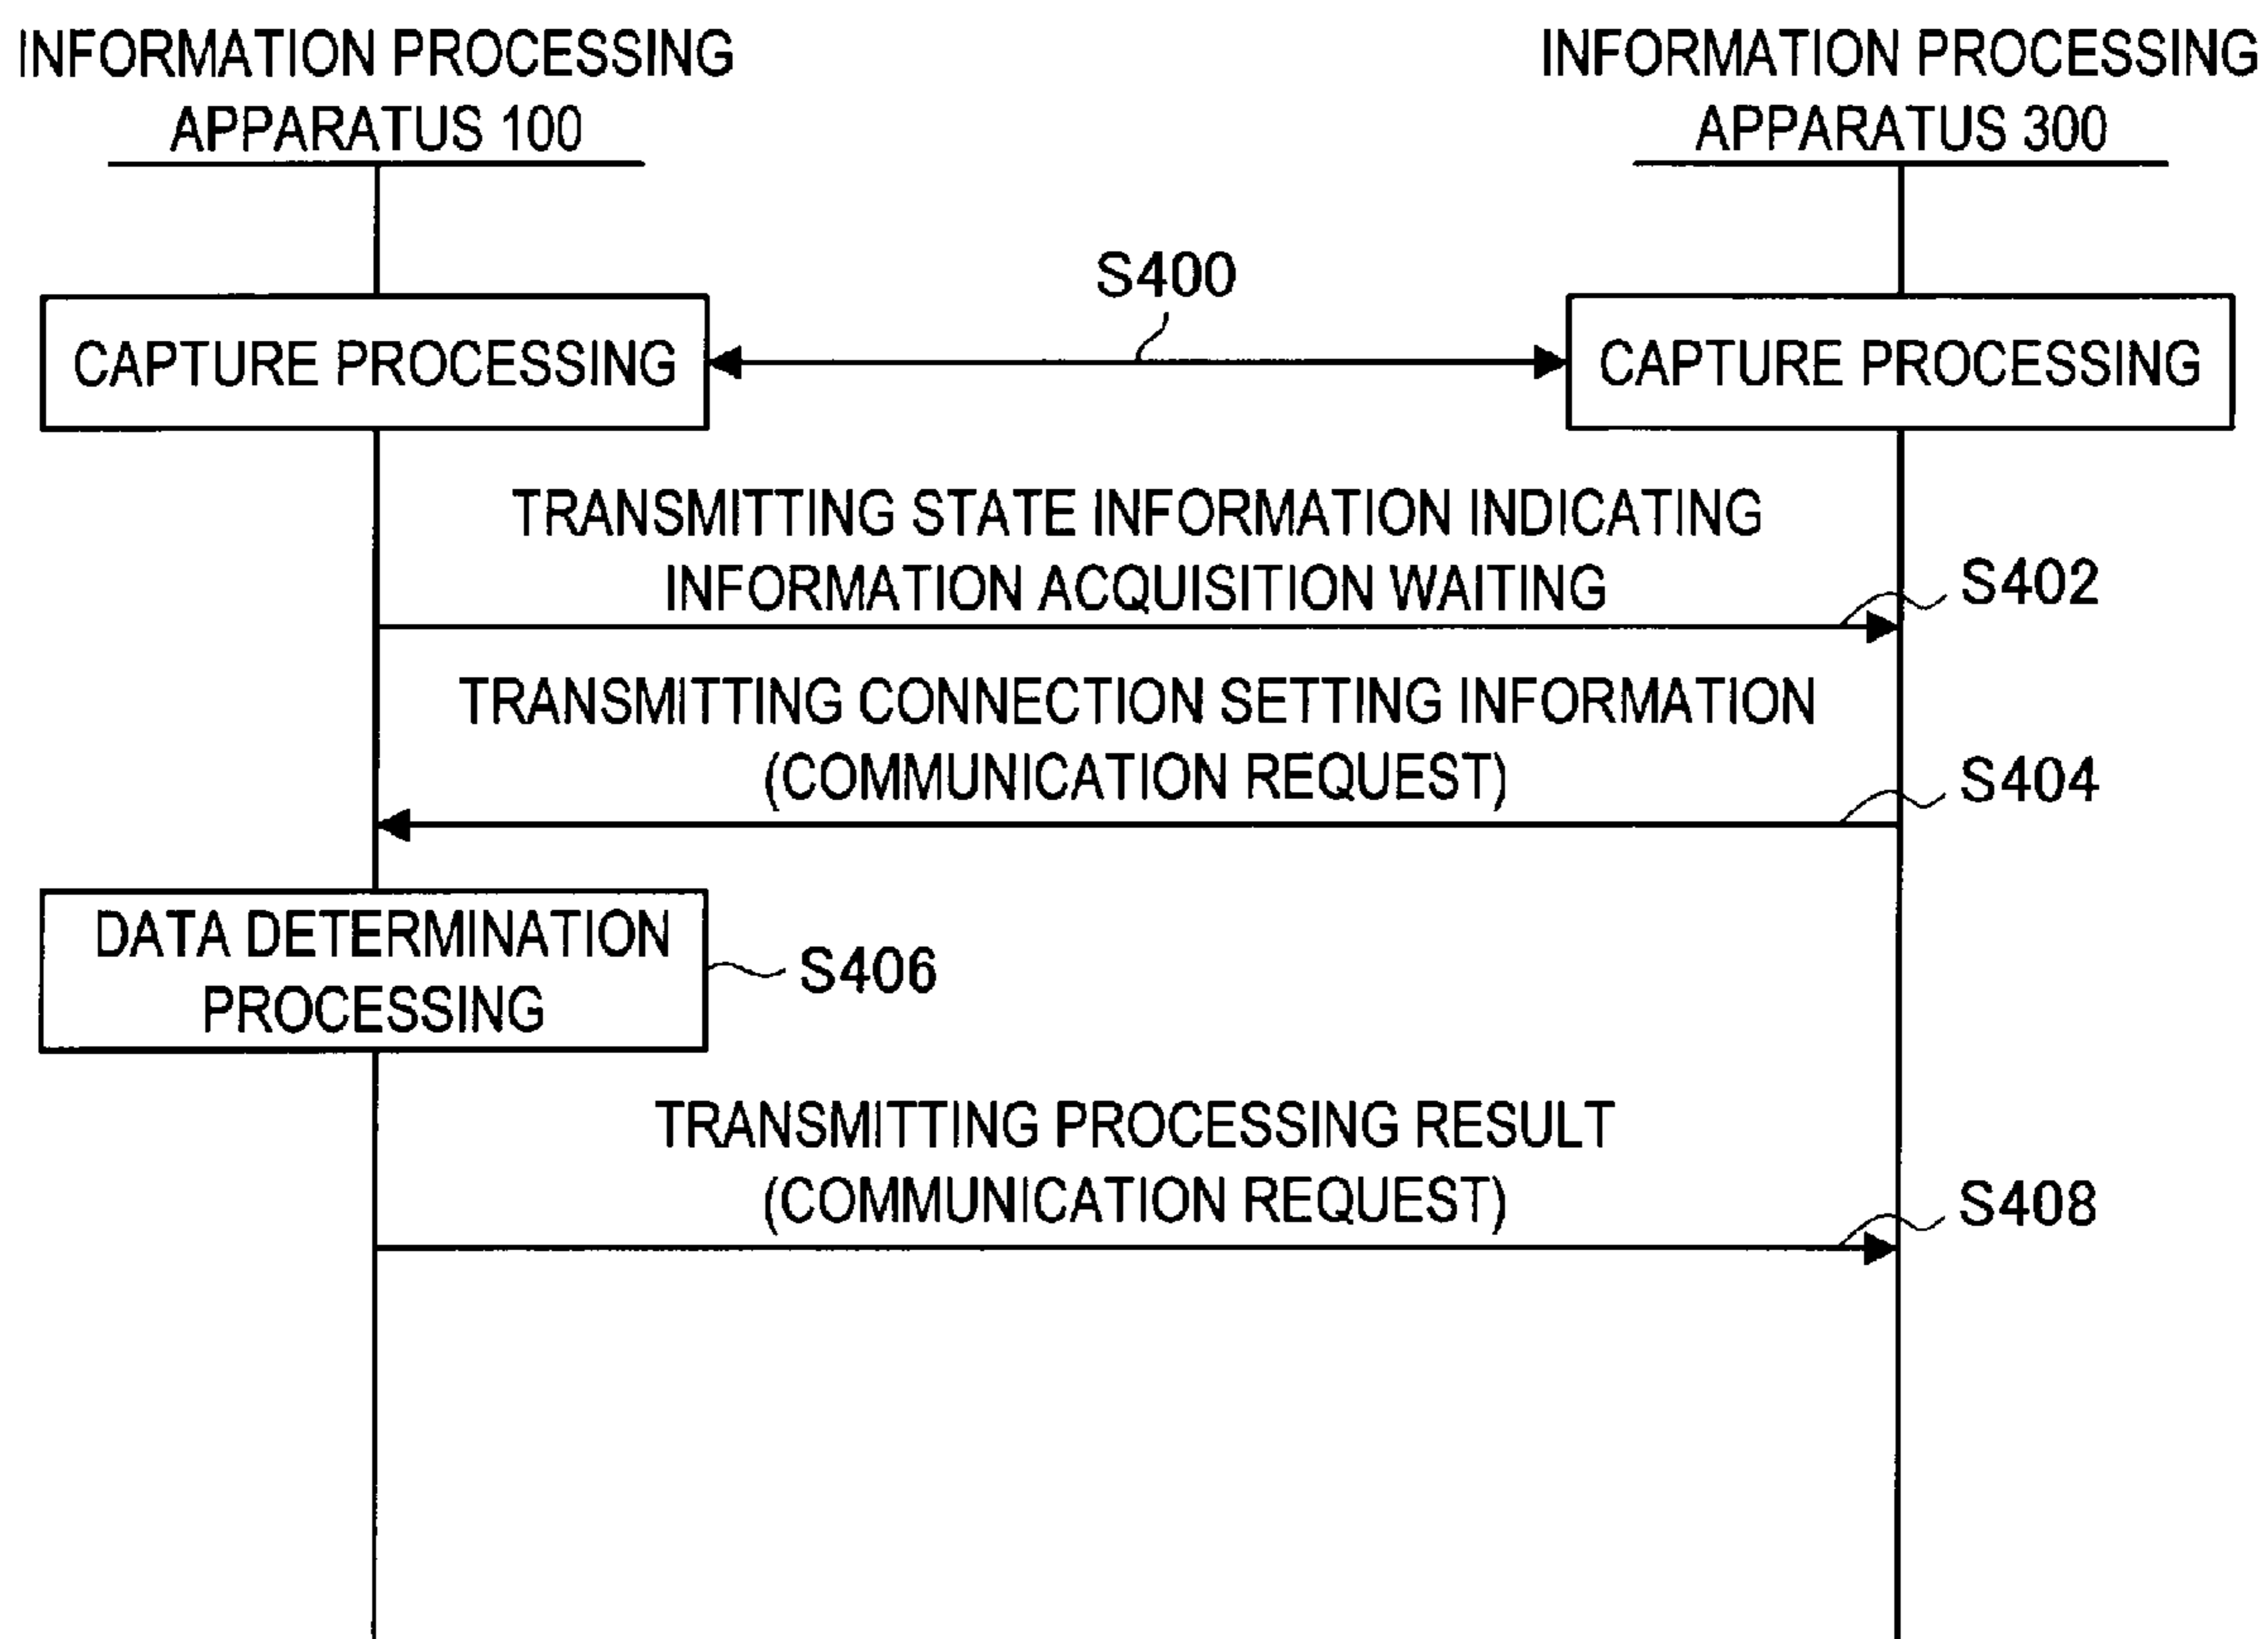 INFORMATION PROCESSING
APPARATUS 100
INFORMATION PROCESSING
APPARATUS 300
S400
CAPTURE PROCESSING
CAPTURE PROCESSING
TRANSMITTING STATE INFORMATION INDICATING
INFORMATION ACQUISITION WAITING
S402
TRANSMITTING CONNECTION SETTING INFORMATION
(COMMUNICATION REQUEST)
S404
DATA DETERMINATION
PROCESSING
S406
TRANSMITTING PROCESSING RESULT
(COMMUNICATION REQUEST)
S408